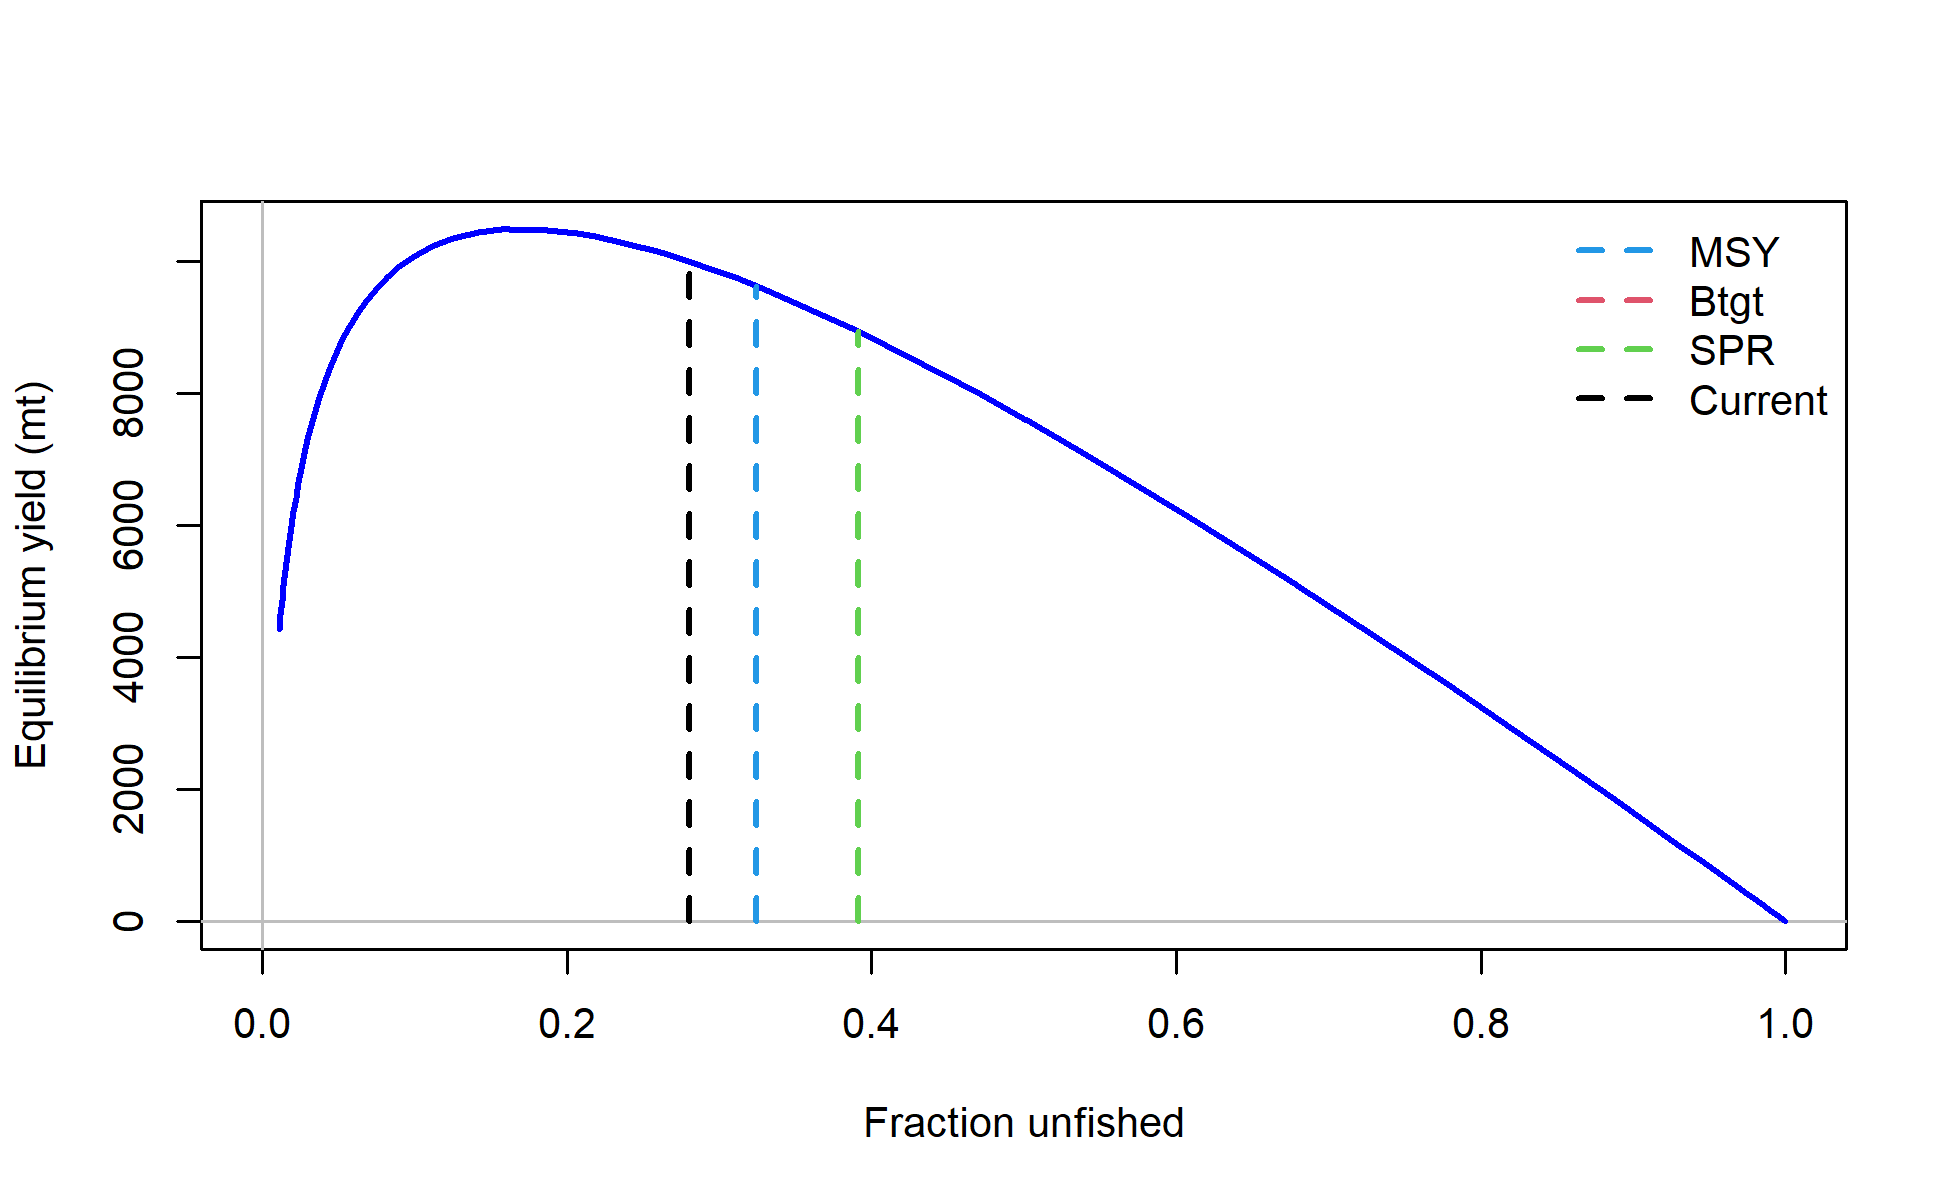 MSY
Btgt
SPR
Current
Equilibrium yield (mt)
8000
6000
4000
2000
0
0.0 0.2 0.4 0.6 0.8 1.0
Fraction unfished